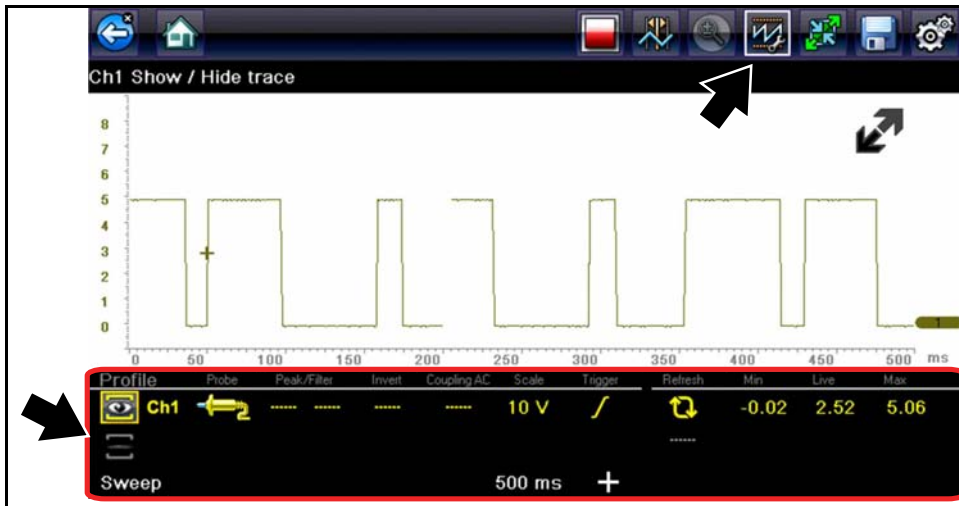 Ch1 Show / Hide trace
8
7
6
5
4
3
2
1
0
1
0 50 100 150 200 250 300 350 400 450 500 ms
Profile Probe Peak/Filter Invert Coupling AC Scale Trigger Refresh Min Live Max
Ch1 2 ------ ------ ------ ------ 10 V -0.02 2.52 5.06
------
Sweep 500 ms +